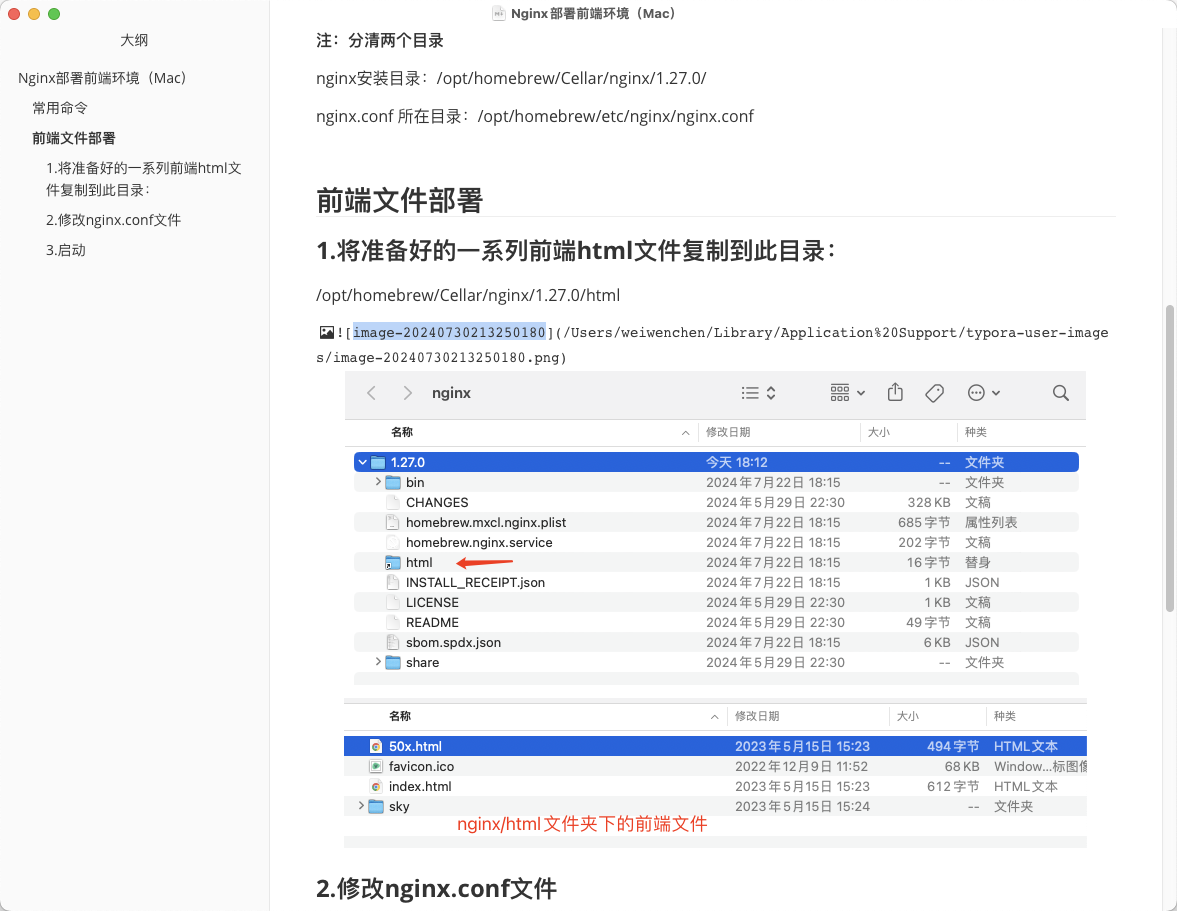 Nginx部署前端环境（Mac）
大纲
Nginx部署前端环境（Mac）
常用命令
前端文件部署
1.将准备好的一系列前端html文
件复制到此目录：
2.修改nginx.conf文件
3.启动
注：分清两个目录
nginx安装目录：/opt/homebrew/Cellar/nginx/1.27.0/
nginx.conf 所在目录：/opt/homebrew/etc/nginx/nginx.conf
前端文件部署
1.将准备好的一系列前端html文件复制到此目录：
/opt/homebrew/Cellar/nginx/1.27.0/html
![image-20240730213250180](/Users/weiwenchen/Library/Application%20Support/typora-user-image
s/image-20240730213250180.png)
nginx
名称 修改日期 大小 种类
1.27.0 今天 18:12 -- 文件夹
bin 2024年7月22日 18:15 -- 文件夹
CHANGES 2024年5月29日 22:30 328 KB 文稿
homebrew.mxcl.nginx.plist 2024年7月22日 18:15 685 字节 属性列表
homebrew.nginx.service 2024年7月22日 18:15 202 字节 文稿
html 2024年7月22日 18:15 16 字节 替身
INSTALL_RECEIPT.json 2024年7月22日 18:15 1 KB JSON
LICENSE 2024年5月29日 22:30 1 KB 文稿
README 2024年5月29日 22:30 49 字节 文稿
sbom.spdx.json 2024年7月22日 18:15 6 KB JSON
share 2024年5月29日 22:30 -- 文件夹
名称 修改日期 大小 种类
50x.html 2023年5月15日 15:23 494 字节 HTML文本
favicon.ico 2022年12月9日 11:52 68 KB Window...标图像
index.html 2023年5月15日 15:23 612 字节 HTML文本
sky 2023年5月15日 15:24 -- 文件夹
nginx/html 文件夹下的前端文件
2.修改nginx.conf文件